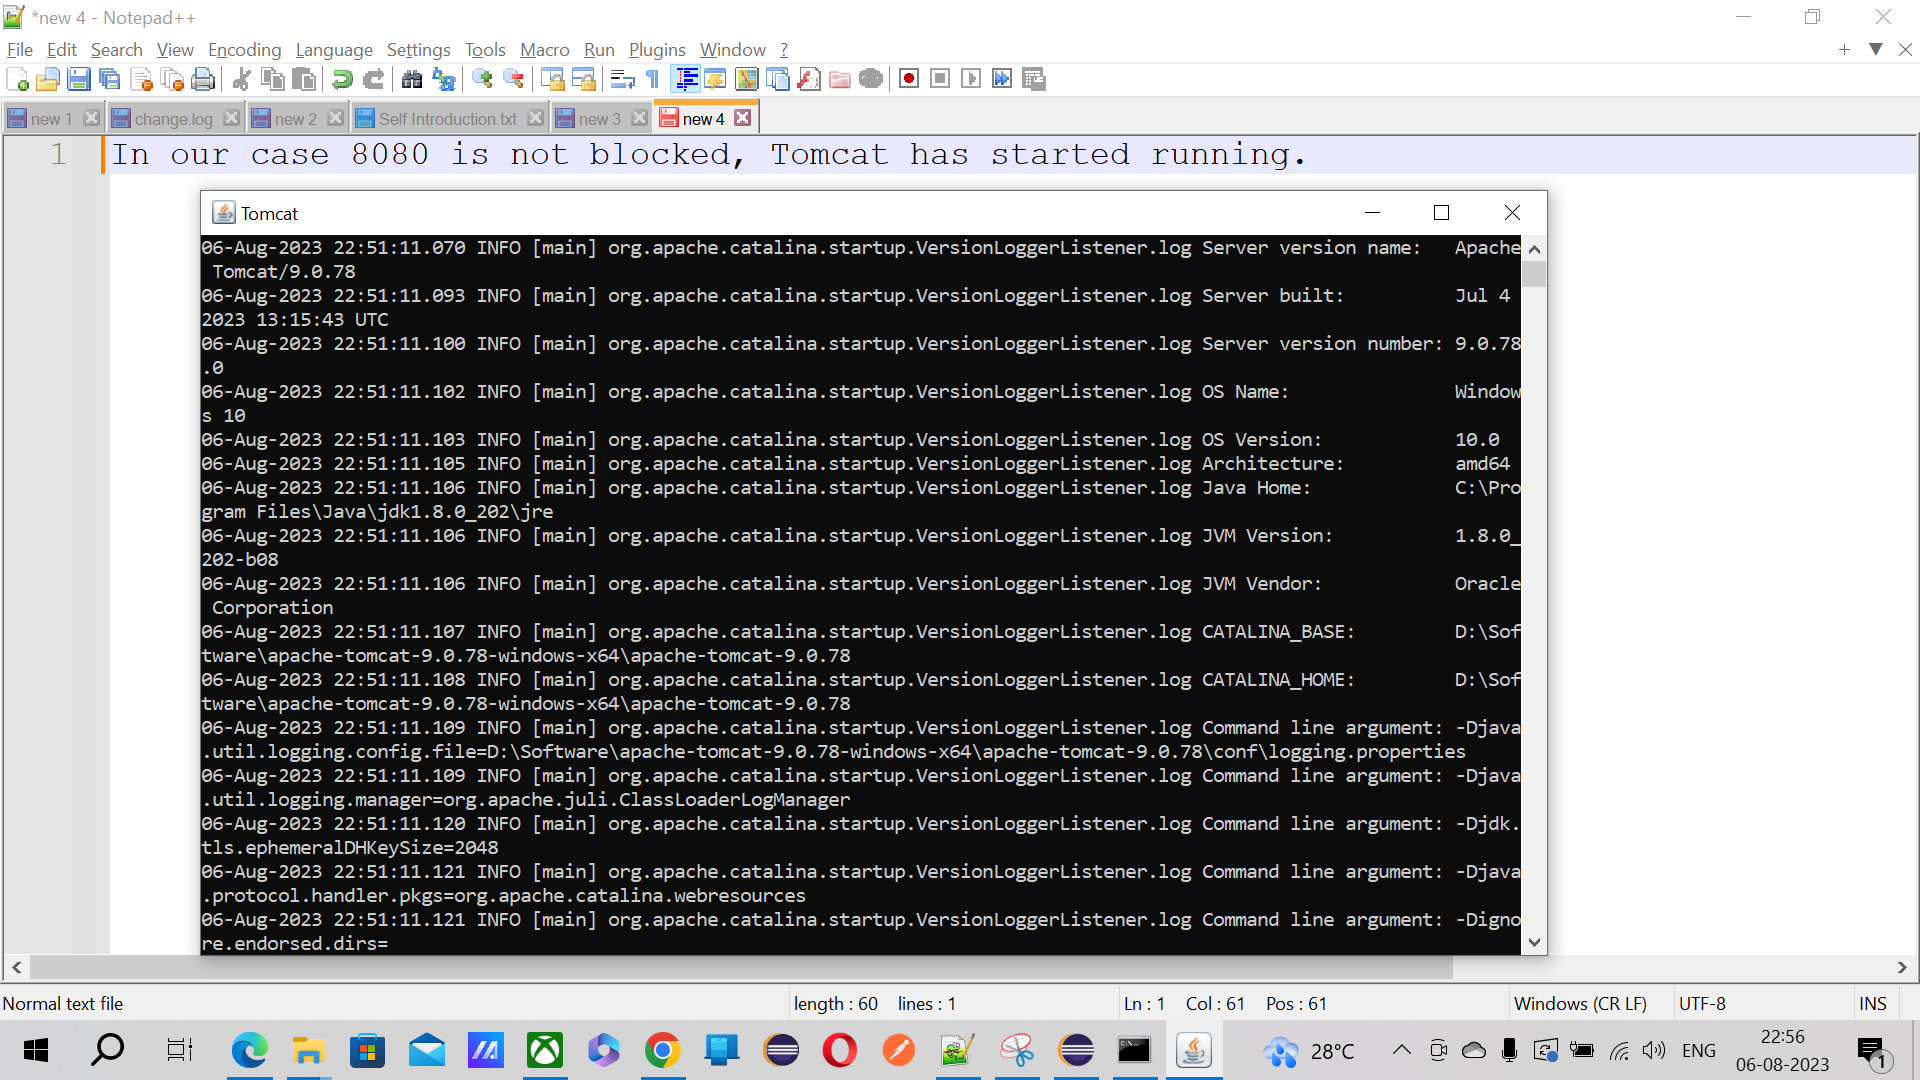 *new 4 - Notepad++
File Edit Search View Encoding Language Settings Tools Macro Run Plugins Window ?
new 1 change.log new 2 Self Introduction.txt new 3 new 4
1 In our case 8080 is not blocked, Tomcat has started running.
Tomcat
06-Aug-2023 22:51:11.070 INFO [main] org.apache.catalina.startup.VersionLoggerListener.log Server version name:   Apache
 Tomcat/9.0.78
06-Aug-2023 22:51:11.093 INFO [main] org.apache.catalina.startup.VersionLoggerListener.log Server built:          Jul 4
2023 13:15:43 UTC
06-Aug-2023 22:51:11.100 INFO [main] org.apache.catalina.startup.VersionLoggerListener.log Server version number: 9.0.78
.0
06-Aug-2023 22:51:11.102 INFO [main] org.apache.catalina.startup.VersionLoggerListener.log OS Name:               Window
s 10
06-Aug-2023 22:51:11.103 INFO [main] org.apache.catalina.startup.VersionLoggerListener.log OS Version:            10.0
06-Aug-2023 22:51:11.105 INFO [main] org.apache.catalina.startup.VersionLoggerListener.log Architecture:          amd64
06-Aug-2023 22:51:11.106 INFO [main] org.apache.catalina.startup.VersionLoggerListener.log Java Home:             C:\Pro
gram Files\Java\jdk1.8.0_202\jre
06-Aug-2023 22:51:11.106 INFO [main] org.apache.catalina.startup.VersionLoggerListener.log JVM Version:           1.8.0_
202-b08
06-Aug-2023 22:51:11.106 INFO [main] org.apache.catalina.startup.VersionLoggerListener.log JVM Vendor:            Oracle
 Corporation
06-Aug-2023 22:51:11.107 INFO [main] org.apache.catalina.startup.VersionLoggerListener.log CATALINA_BASE:         D:\Sof
tware\apache-tomcat-9.0.78-windows-x64\apache-tomcat-9.0.78
06-Aug-2023 22:51:11.108 INFO [main] org.apache.catalina.startup.VersionLoggerListener.log CATALINA_HOME:         D:\Sof
tware\apache-tomcat-9.0.78-windows-x64\apache-tomcat-9.0.78
06-Aug-2023 22:51:11.109 INFO [main] org.apache.catalina.startup.VersionLoggerListener.log Command line argument: -Djava
.util.logging.config.file=D:\Software\apache-tomcat-9.0.78-windows-x64\apache-tomcat-9.0.78\conf\logging.properties
06-Aug-2023 22:51:11.109 INFO [main] org.apache.catalina.startup.VersionLoggerListener.log Command line argument: -Djava
.util.logging.manager=org.apache.juli.ClassLoaderLogManager
06-Aug-2023 22:51:11.120 INFO [main] org.apache.catalina.startup.VersionLoggerListener.log Command line argument: -Djdk.
tls.ephemeralDHKeySize=2048
06-Aug-2023 22:51:11.121 INFO [main] org.apache.catalina.startup.VersionLoggerListener.log Command line argument: -Djava
.protocol.handler.pkgs=org.apache.catalina.webresources
06-Aug-2023 22:51:11.121 INFO [main] org.apache.catalina.startup.VersionLoggerListener.log Command line argument: -Digno
re.endorsed.dirs=
Normal text file length : 60 lines : 1 Ln : 1 Col : 61 Pos : 61 Windows (CR LF) UTF-8 INS
28°C ENG 22:56
06-08-2023 1